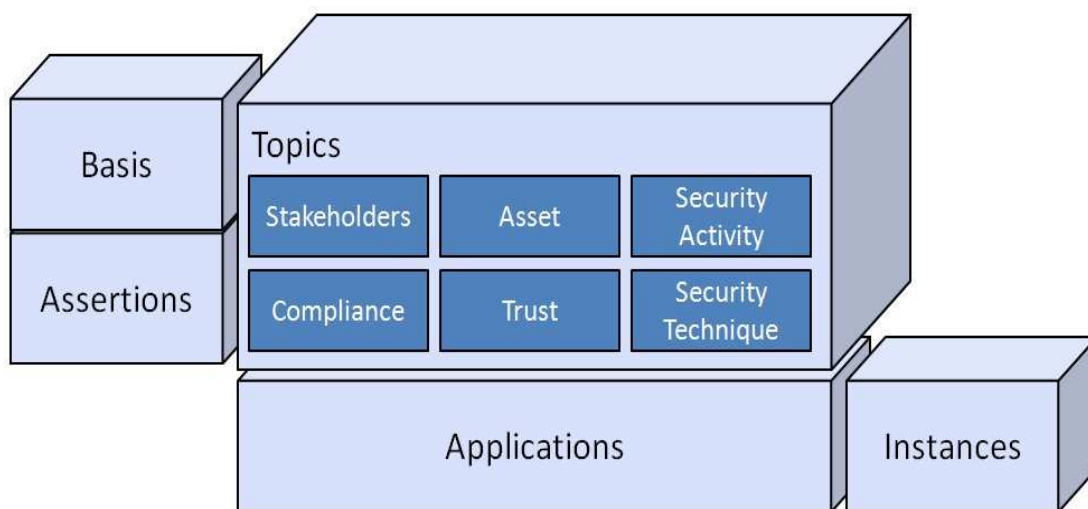 Basis
Assertions
Topics
Stakeholders
Asset
Security
Activity
Compliance
Trust
Security
Technique
Applications
Instances